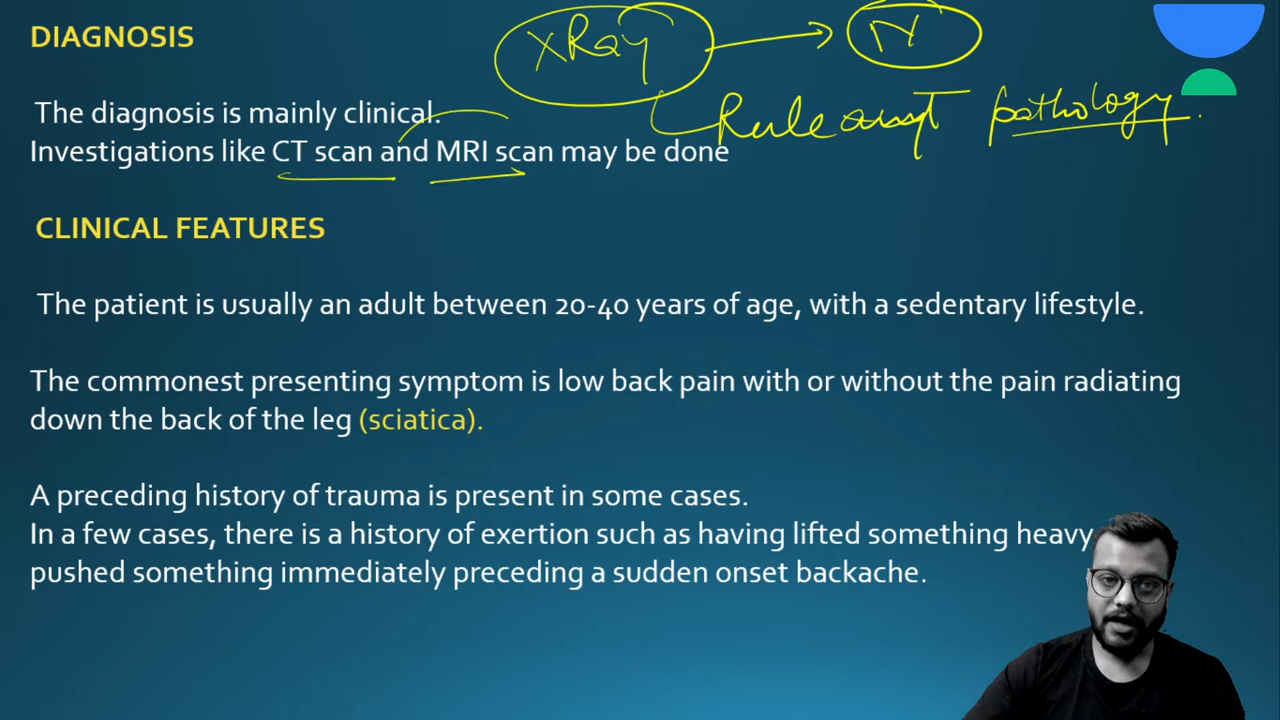 DIAGNOSIS
XRay → N
Rule out pathology.
The diagnosis is mainly clinical.
Investigations like CT scan and MRI scan may be done
CLINICAL FEATURES
The patient is usually an adult between 20-40 years of age, with a sedentary lifestyle.
The commonest presenting symptom is low back pain with or without the pain radiating
down the back of the leg (sciatica).
A preceding history of trauma is present in some cases.
In a few cases, there is a history of exertion such as having lifted something heavy
pushed something immediately preceding a sudden onset backache.